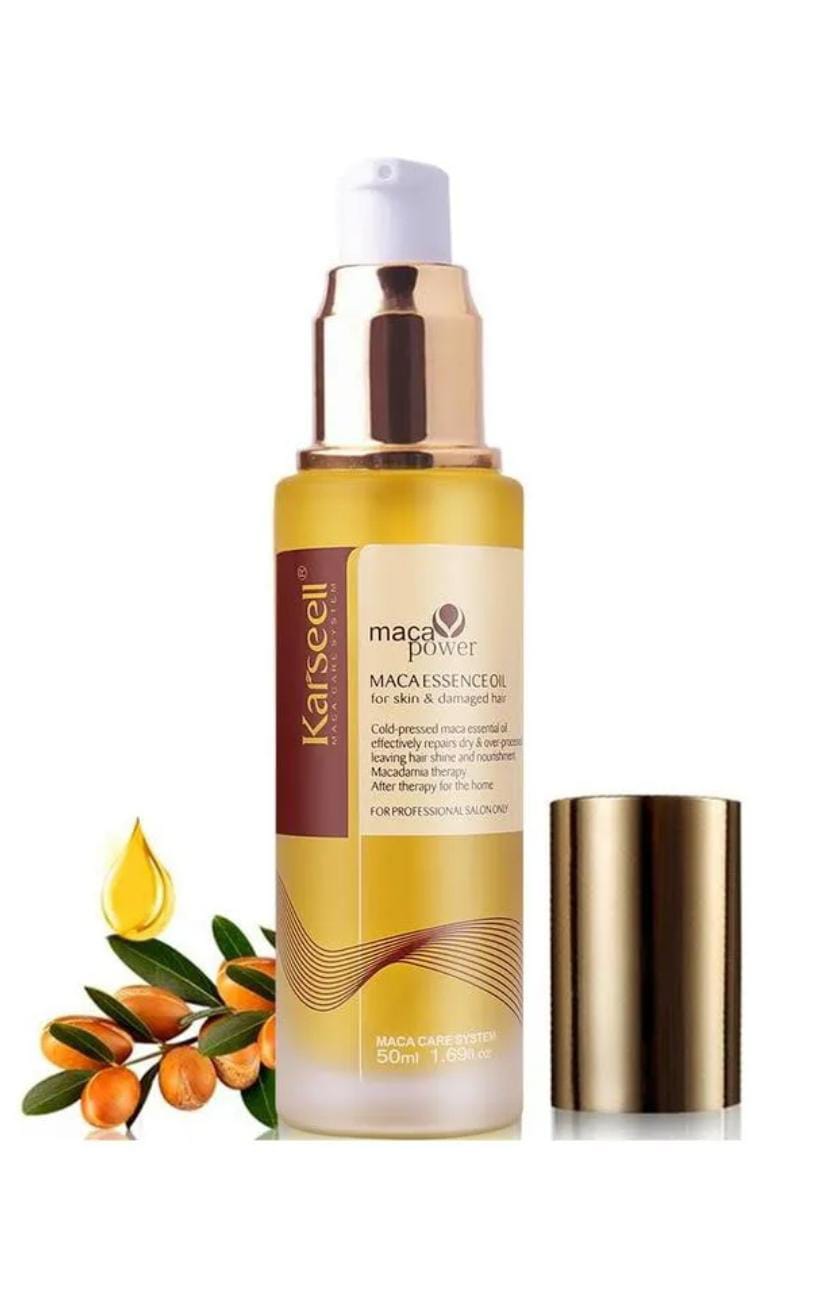 Karseell®
MACA CARE SYSTEM
maca
power
MACA ESSENCE OIL
for skin & damaged hair
Cold-pressed maca essential oil
effectively repairs dry & over-processed
leaving hair shine and nourishment
Macadamia therapy
After therapy for the home
FOR PROFESSIONAL SALON ONLY
MACA CARE SYSTEM
50ml 1.69fl.oz